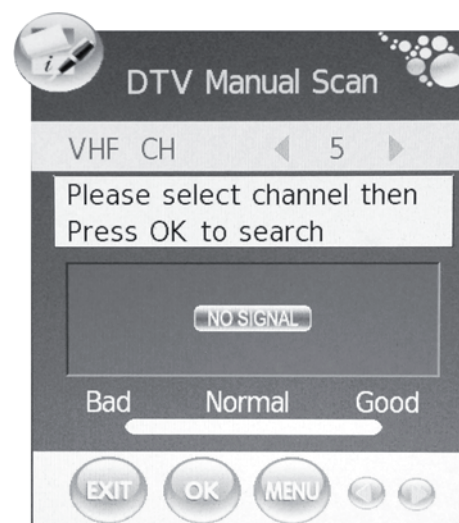 i
DTV Manual Scan
VHF CH 5
Please select channel then
Press OK to search
NO SIGNAL
Bad Normal Good
EXIT OK MENU